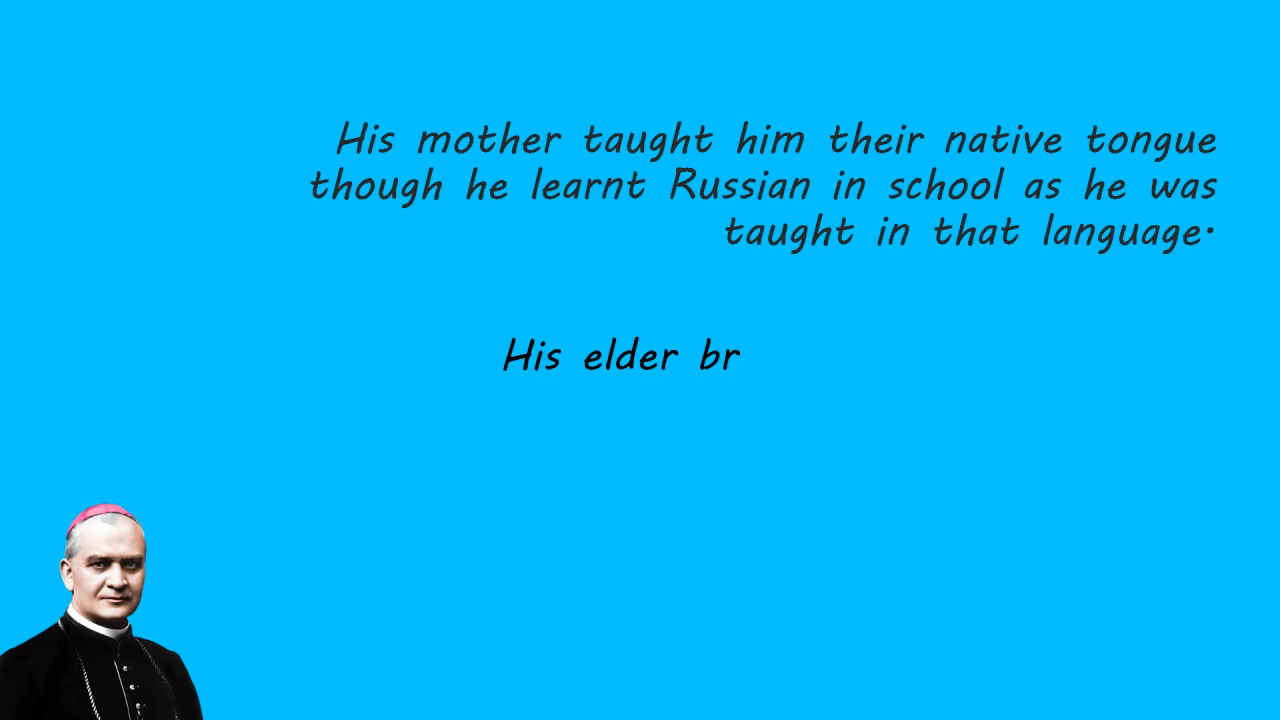 His mother taught him their native tongue
though he learnt Russian in school as he was
taught in that language.
His elder br